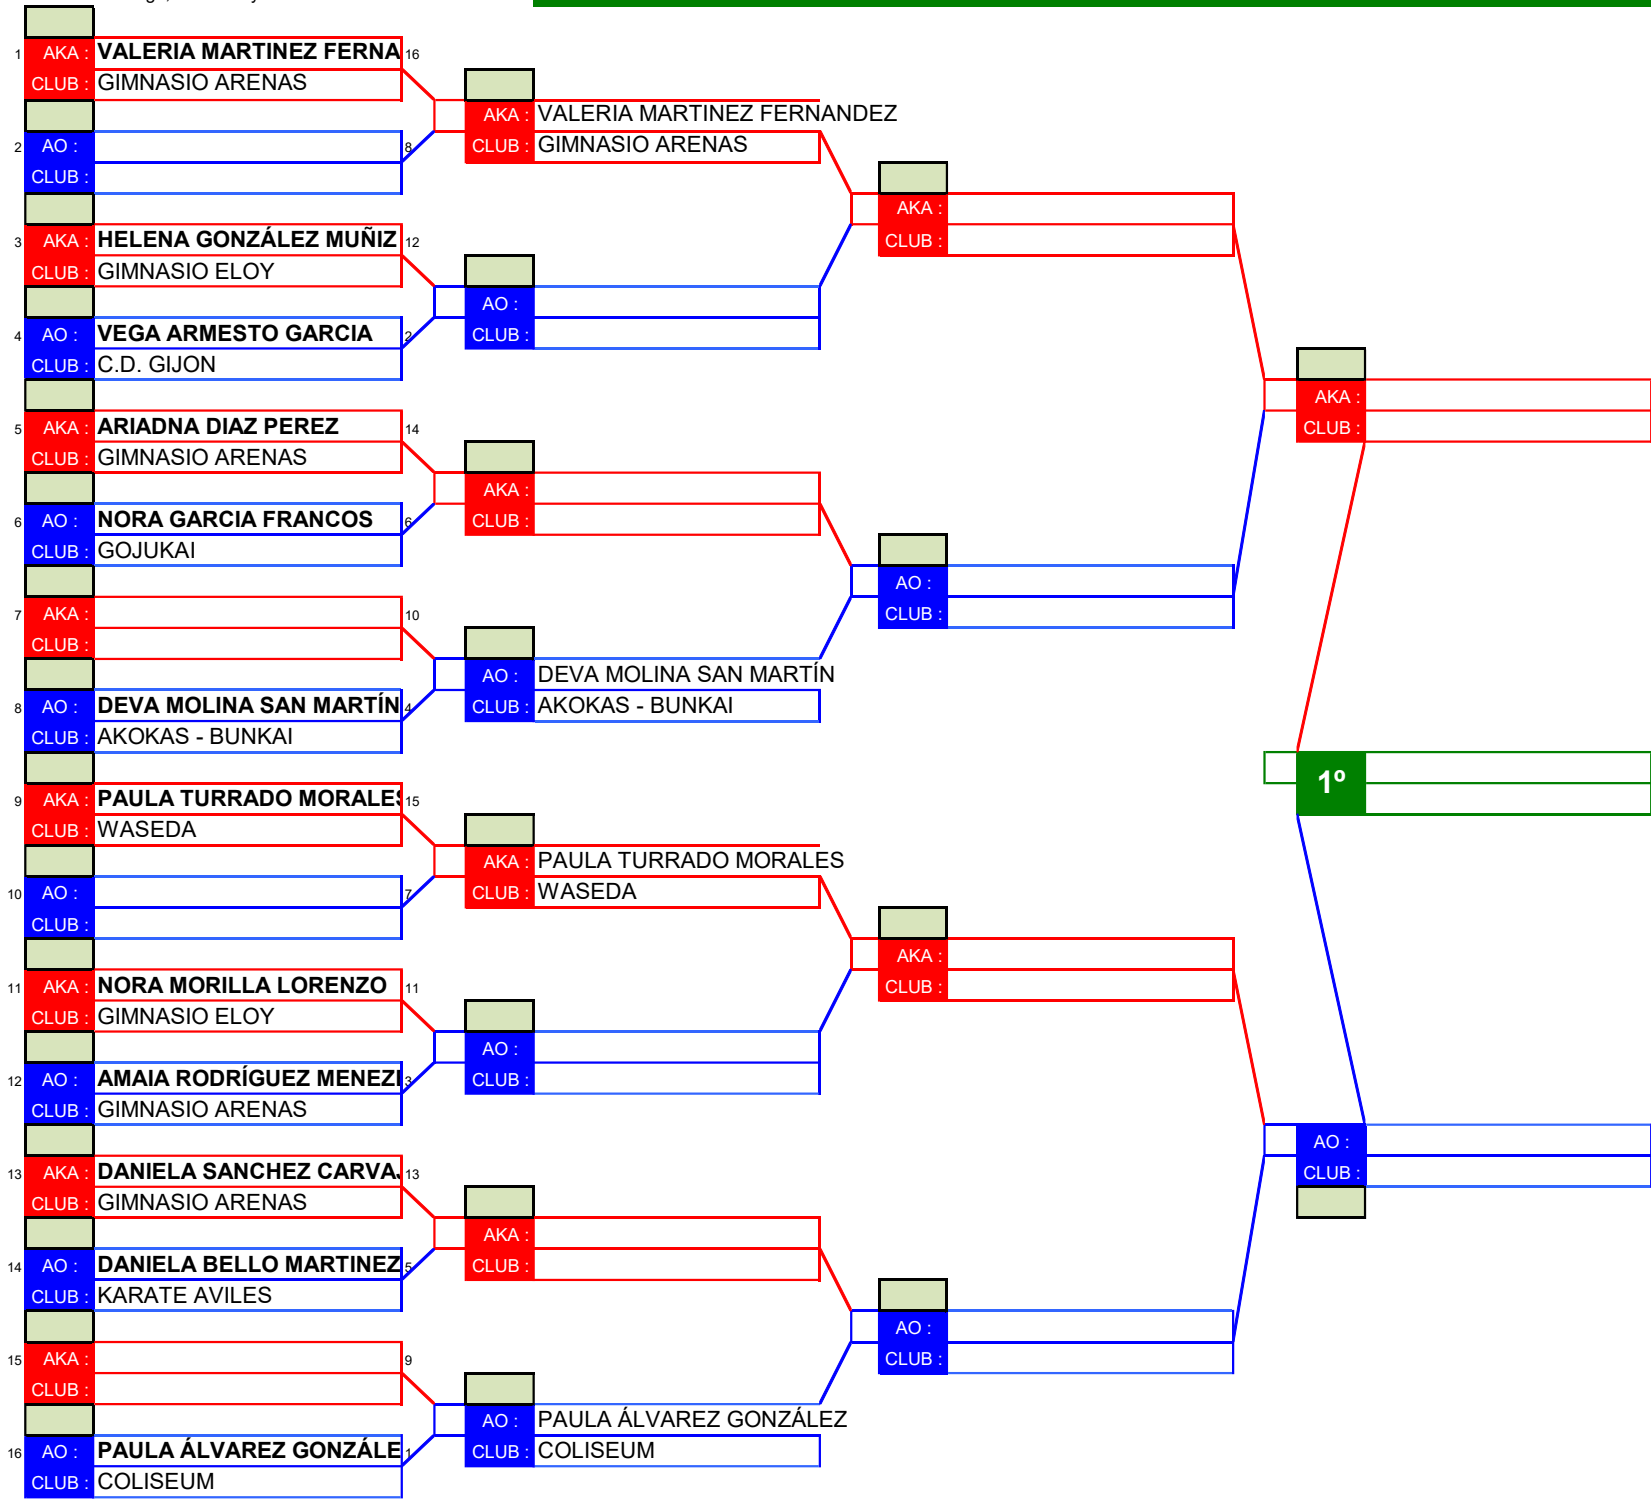 1 AKA : VALERIA MARTINEZ FERNA 16
CLUB : GIMNASIO ARENAS
2 AO : 8
CLUB :
3 AKA : HELENA GONZÁLEZ MUÑIZ 12
CLUB : GIMNASIO ELOY
4 AO : VEGA ARMESTO GARCIA 2
CLUB : C.D. GIJON
5 AKA : ARIADNA DIAZ PEREZ 14
CLUB : GIMNASIO ARENAS
6 AO : NORA GARCIA FRANCOS 6
CLUB : GOJUKAI
7 AKA : 10
CLUB :
8 AO : DEVA MOLINA SAN MARTÍN 4
CLUB : AKOKAS - BUNKAI
9 AKA : PAULA TURRADO MORALES 15
CLUB : WASEDA
10 AO : 7
CLUB :
11 AKA : NORA MORILLA LORENZO 11
CLUB : GIMNASIO ELOY
12 AO : AMAIA RODRÍGUEZ MENEZI 3
CLUB : GIMNASIO ARENAS
13 AKA : DANIELA SANCHEZ CARVA 13
CLUB : GIMNASIO ARENAS
14 AO : DANIELA BELLO MARTINEZ 5
CLUB : KARATE AVILES
15 AKA : 9
CLUB :
16 AO : PAULA ÁLVAREZ GONZÁLE 1
CLUB : COLISEUM
AKA : VALERIA MARTINEZ FERNANDEZ
CLUB : GIMNASIO ARENAS
AO :
CLUB :
AKA :
CLUB :
AO : DEVA MOLINA SAN MARTÍN
CLUB : AKOKAS - BUNKAI
AKA : PAULA TURRADO MORALES
CLUB : WASEDA
AO :
CLUB :
AKA :
CLUB :
AO : PAULA ÁLVAREZ GONZÁLEZ
CLUB : COLISEUM
AKA :
CLUB :
AO :
CLUB :
AKA :
CLUB :
AO :
CLUB :
AKA :
CLUB :
1º
AO :
CLUB :